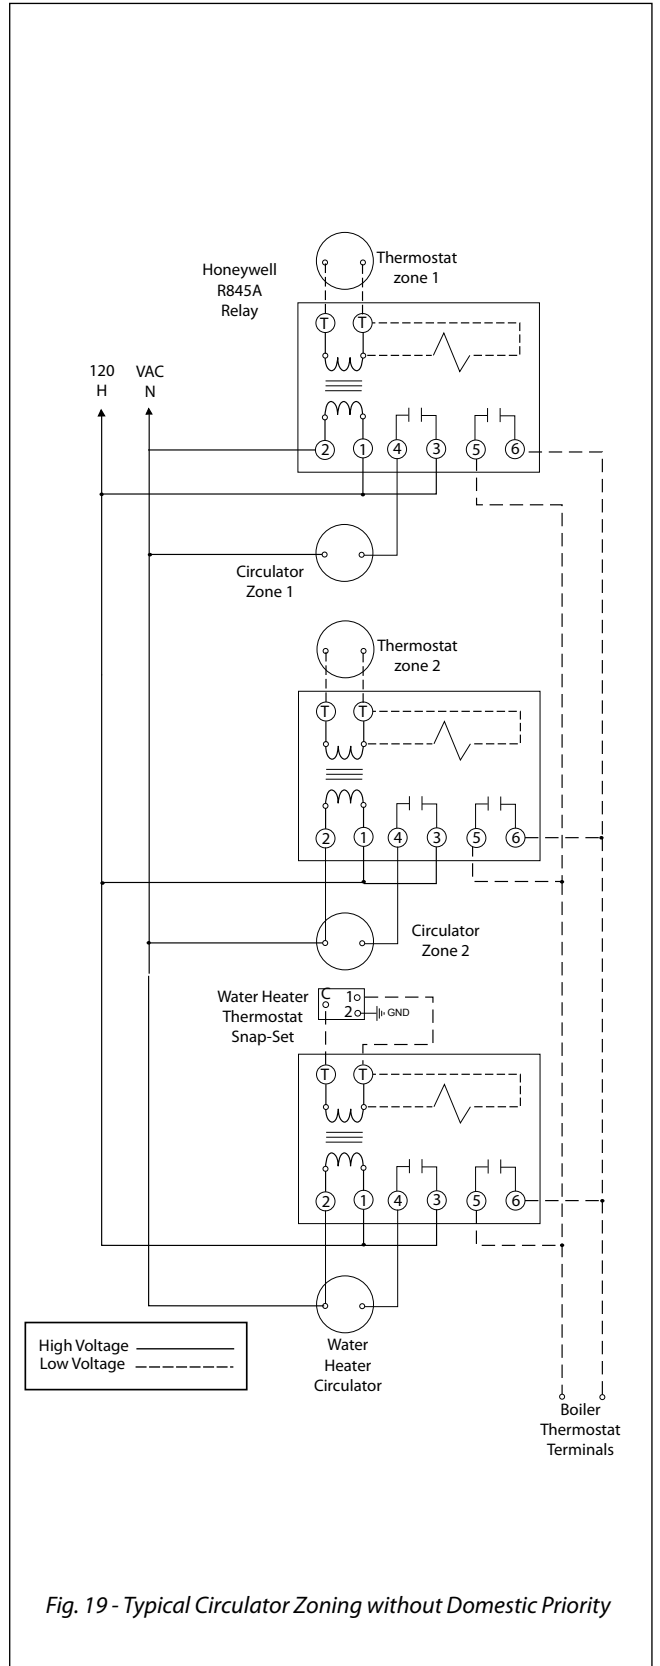 Honeywell
R845A
Relay
Thermostat
zone 1
120 VAC
H N
T T
2 1 4 3 5 6
Circulator
Zone 1
Thermostat
zone 2
T T
2 1 4 3 5 6
Circulator
Zone 2
Water Heater
Thermostat
Snap-Set
C 1
2 GND
T T
2 1 4 3 5 6
High Voltage
Low Voltage
Water
Heater
Circulator
Boiler
Thermostat
Terminals
Fig. 19 - Typical Circulator Zoning without Domestic Priority